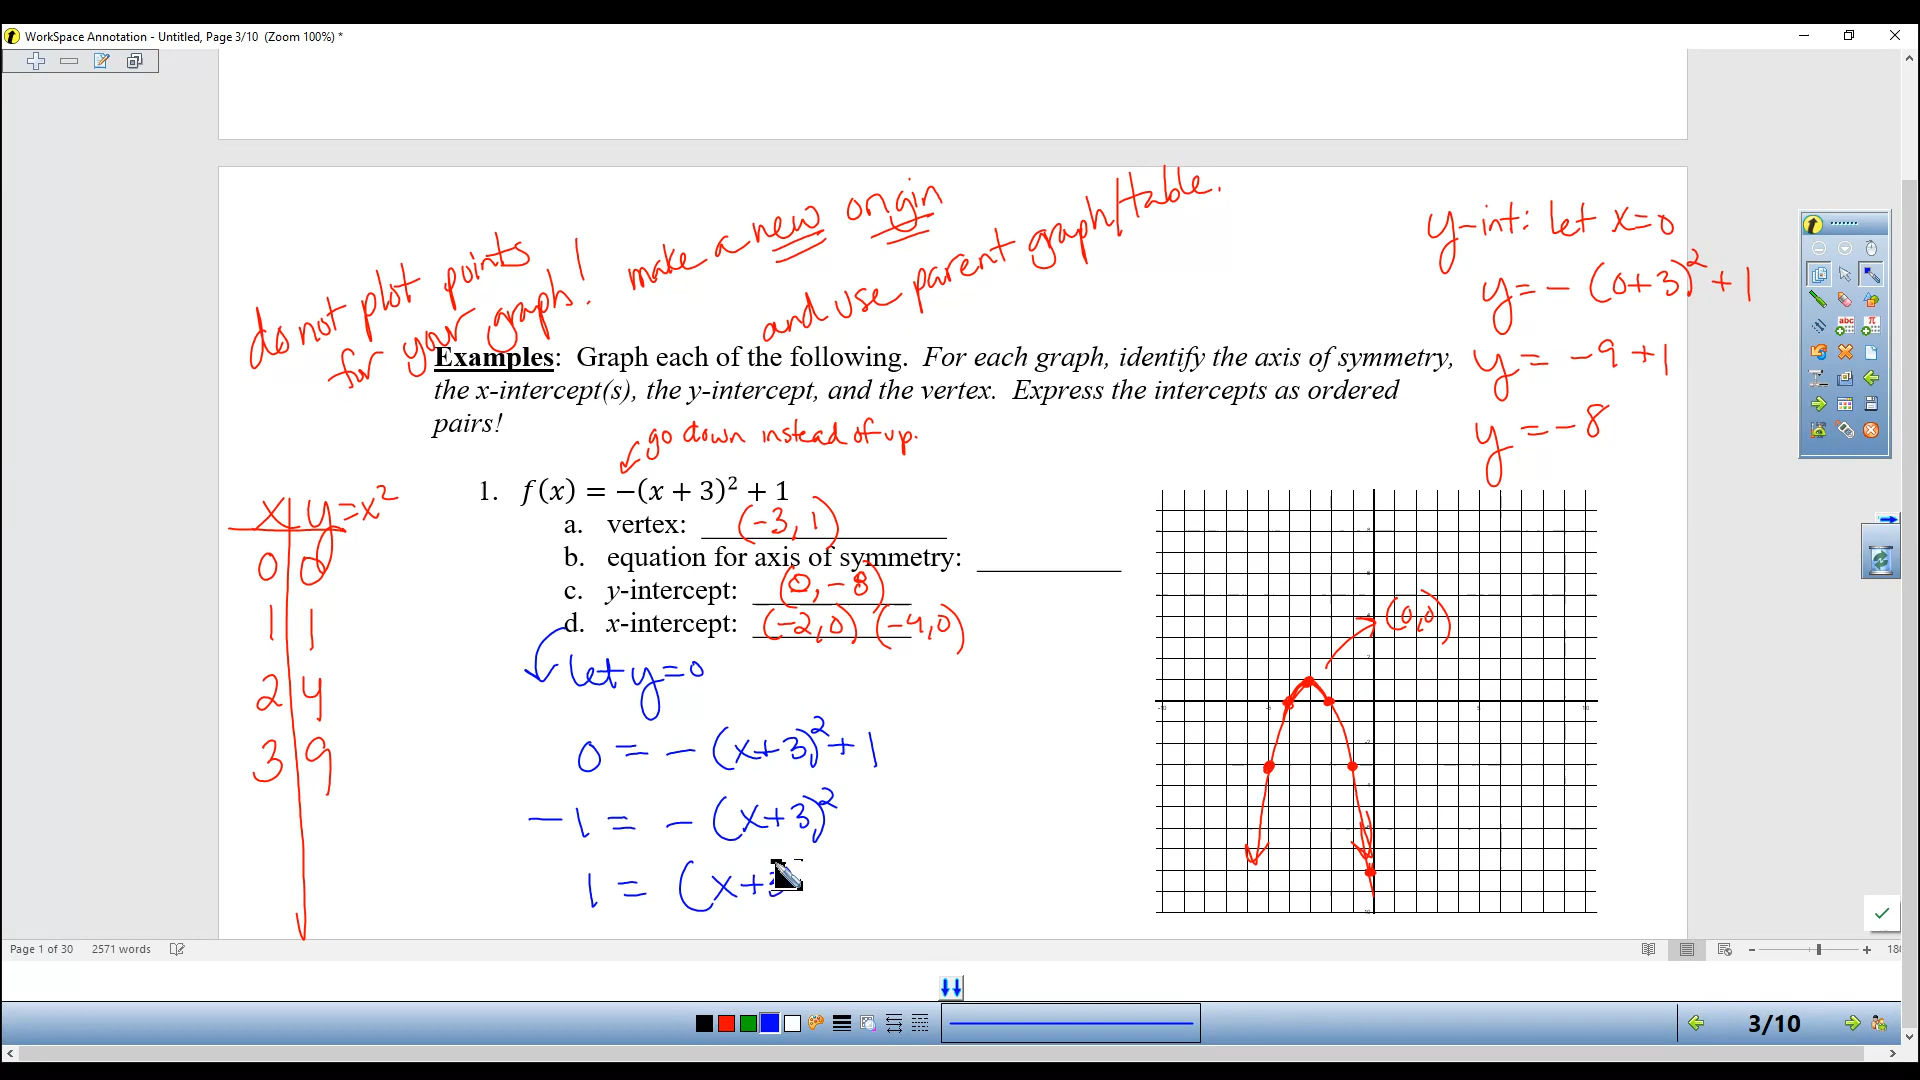 WorkSpace Annotation - Untitled, Page 3/10 (Zoom 100%) *
do not plot points
for your graph!
make a new origin
and use parent graph/table.
y-int: let x=0
y = - (0+3)² + 1
y = -9 + 1
y = -8
Examples: Graph each of the following. For each graph, identify the axis of symmetry,
the x-intercept(s), the y-intercept, and the vertex. Express the intercepts as ordered
pairs!
go down instead of up.
1. f(x) = −(x + 3)² + 1
a. vertex: (-3, 1)
b. equation for axis of symmetry:
c. y-intercept: (0, -8)
d. x-intercept: (-2,0) (-4,0)
let y=0
0 = - (x+3)² + 1
-1 = - (x+3)²
1 = (x+3
x y=x²
0 0
1 1
2 4
3 9
(0,0)
Page 1 of 30 2571 words
3/10